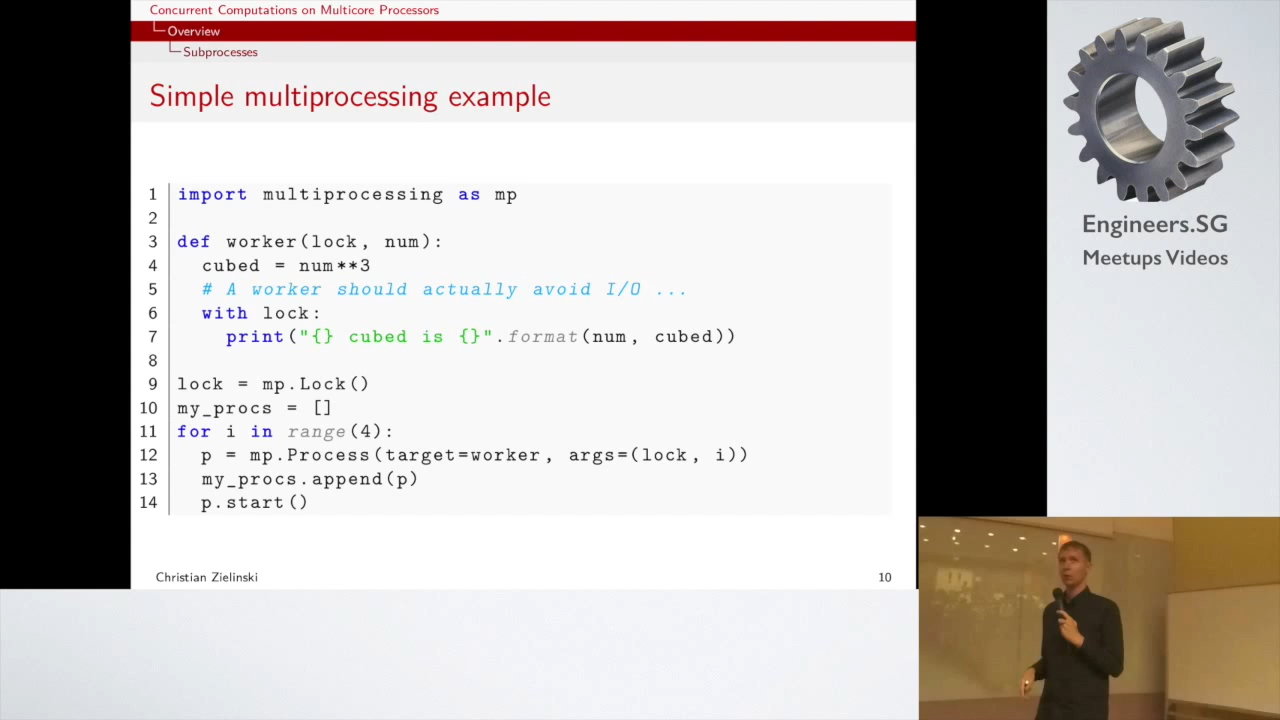 Concurrent Computations on Multicore Processors
Overview
Subprocesses
Simple multiprocessing example
1 import multiprocessing as mp
2
3 def worker(lock, num):
4   cubed = num**3
5   # A worker should actually avoid I/O ...
6   with lock:
7     print("{} cubed is {}".format(num, cubed))
8
9 lock = mp.Lock()
10 my_procs = []
11 for i in range(4):
12   p = mp.Process(target=worker, args=(lock, i))
13   my_procs.append(p)
14   p.start()
Christian Zielinski
10
Engineers.SG
Meetups Videos